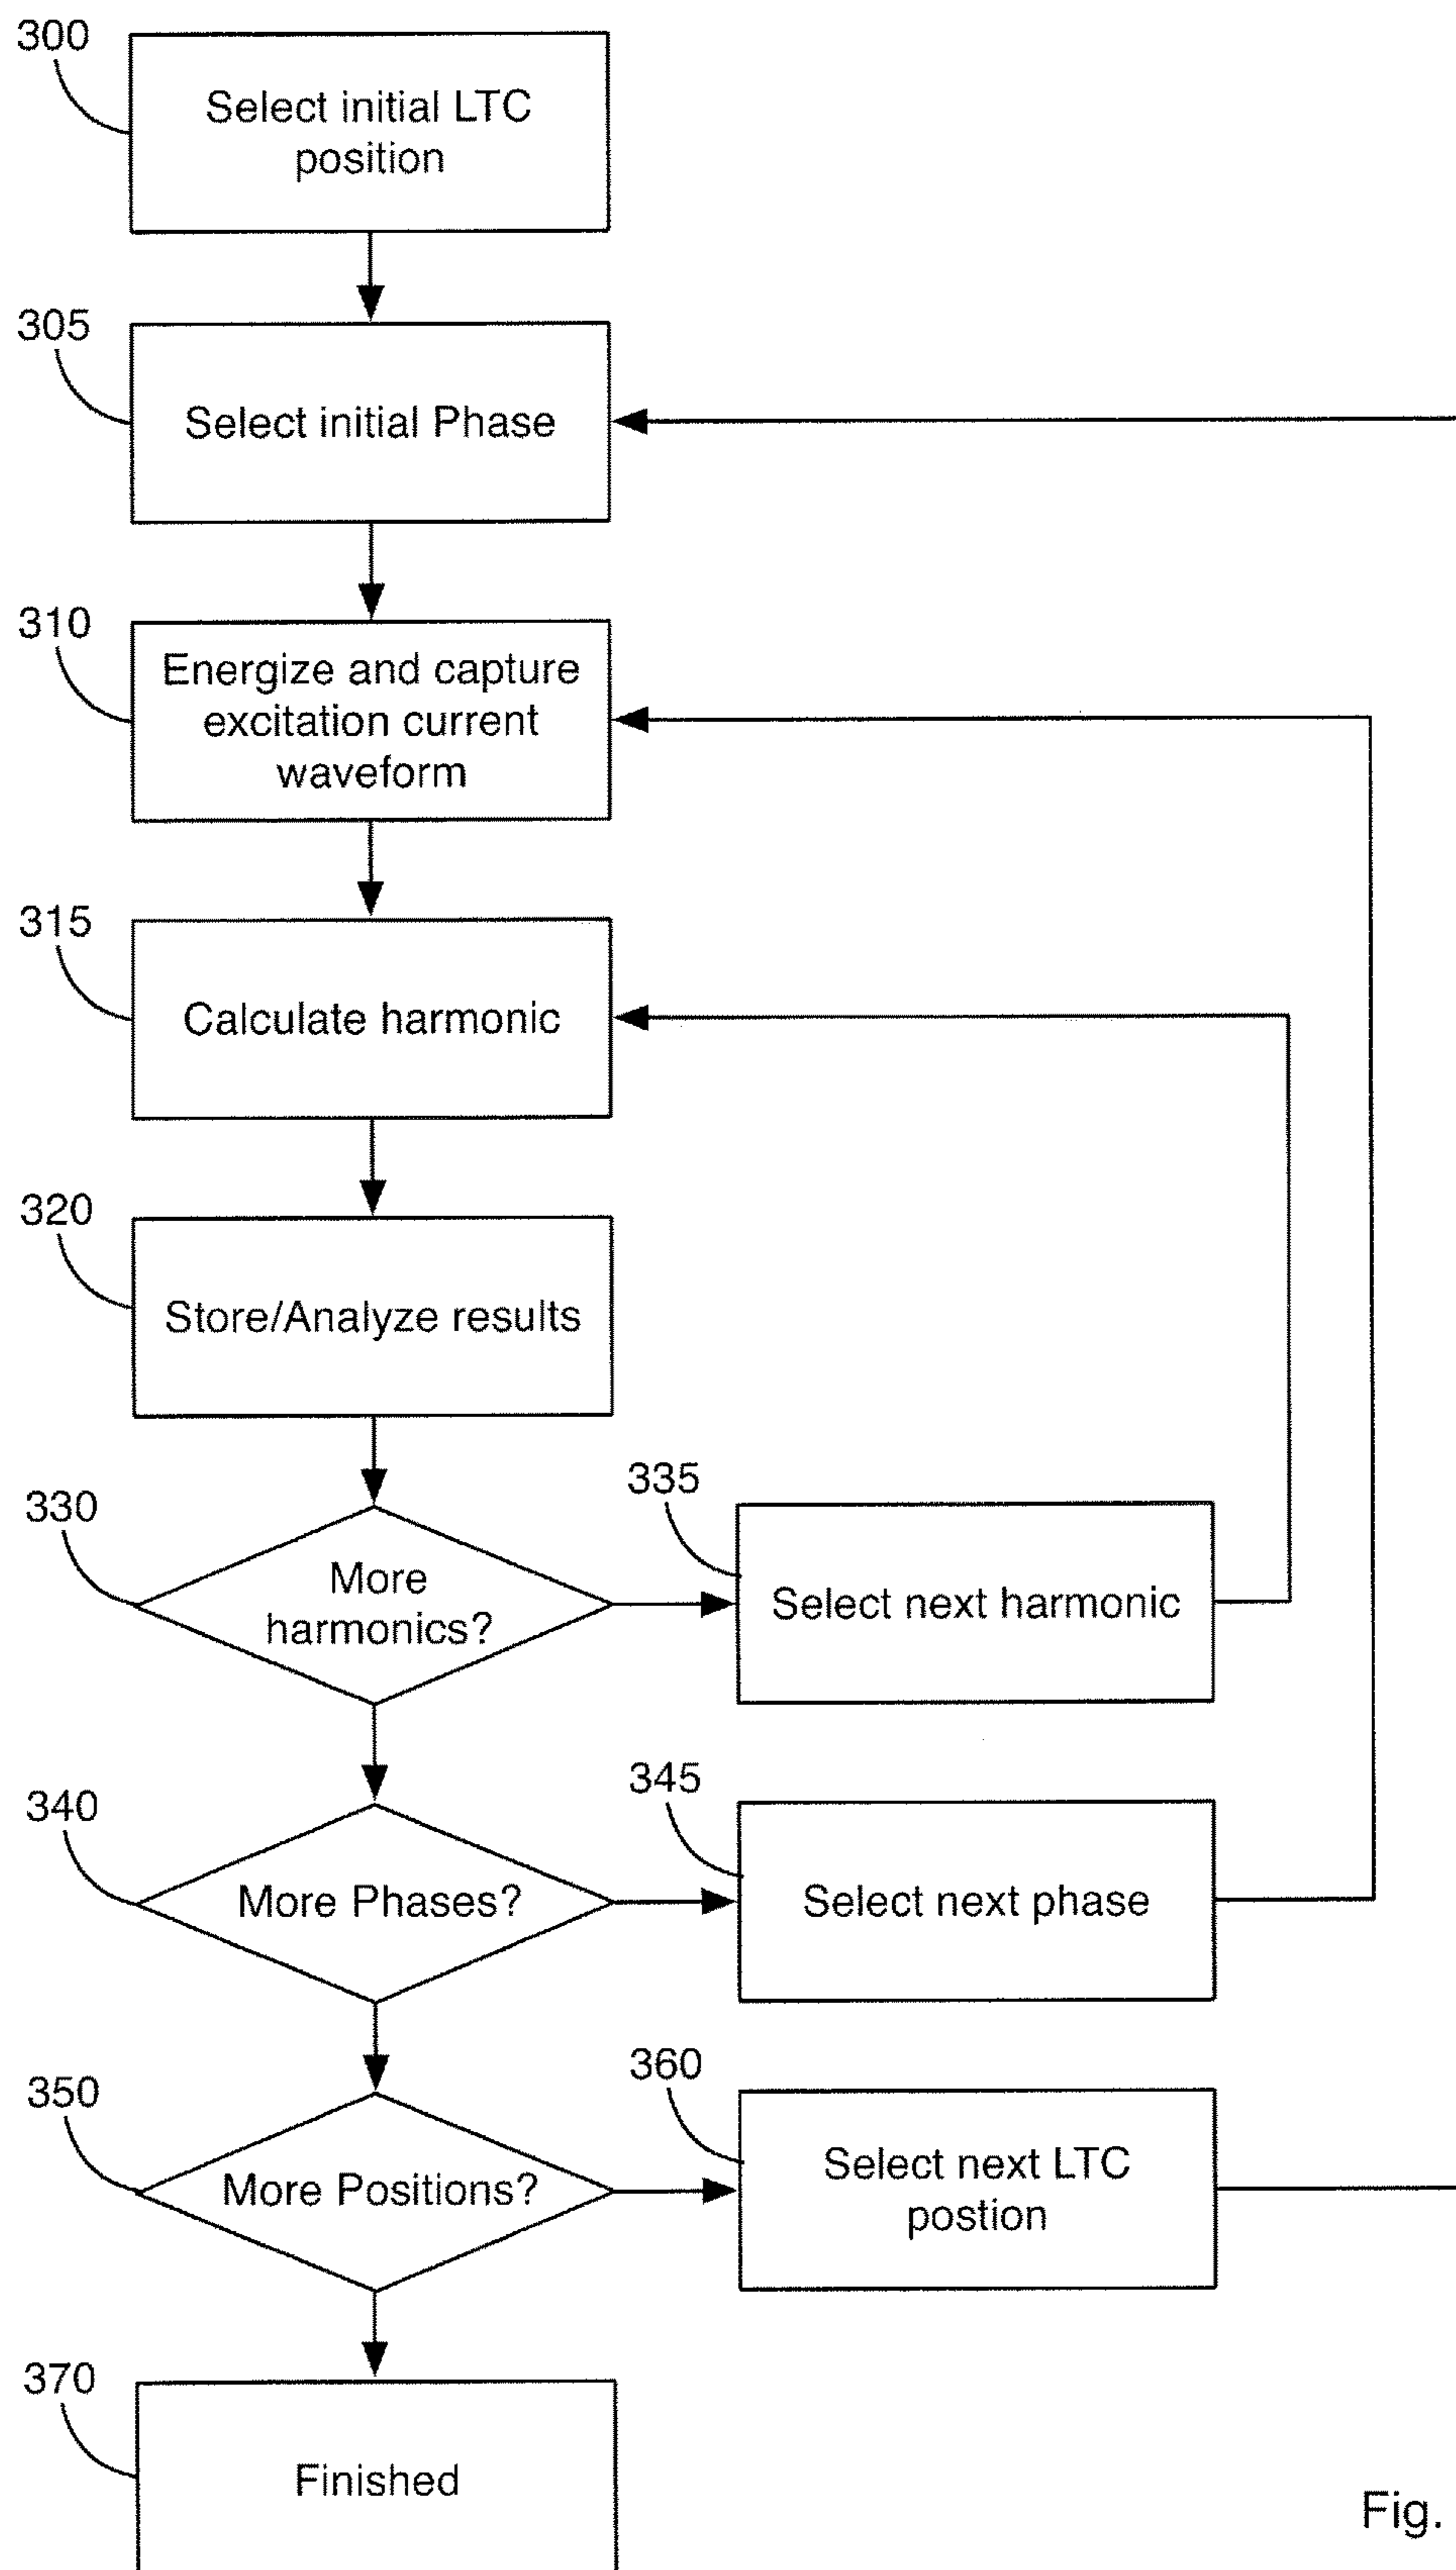 300
Select initial LTC
position
305
Select initial Phase
310
Energize and capture
excitation current
waveform
315
Calculate harmonic
320
Store/Analyze results
330
More
harmonics?
335
Select next harmonic
340
More Phases?
345
Select next phase
350
More Positions?
360
Select next LTC
postion
370
Finished
Fig.